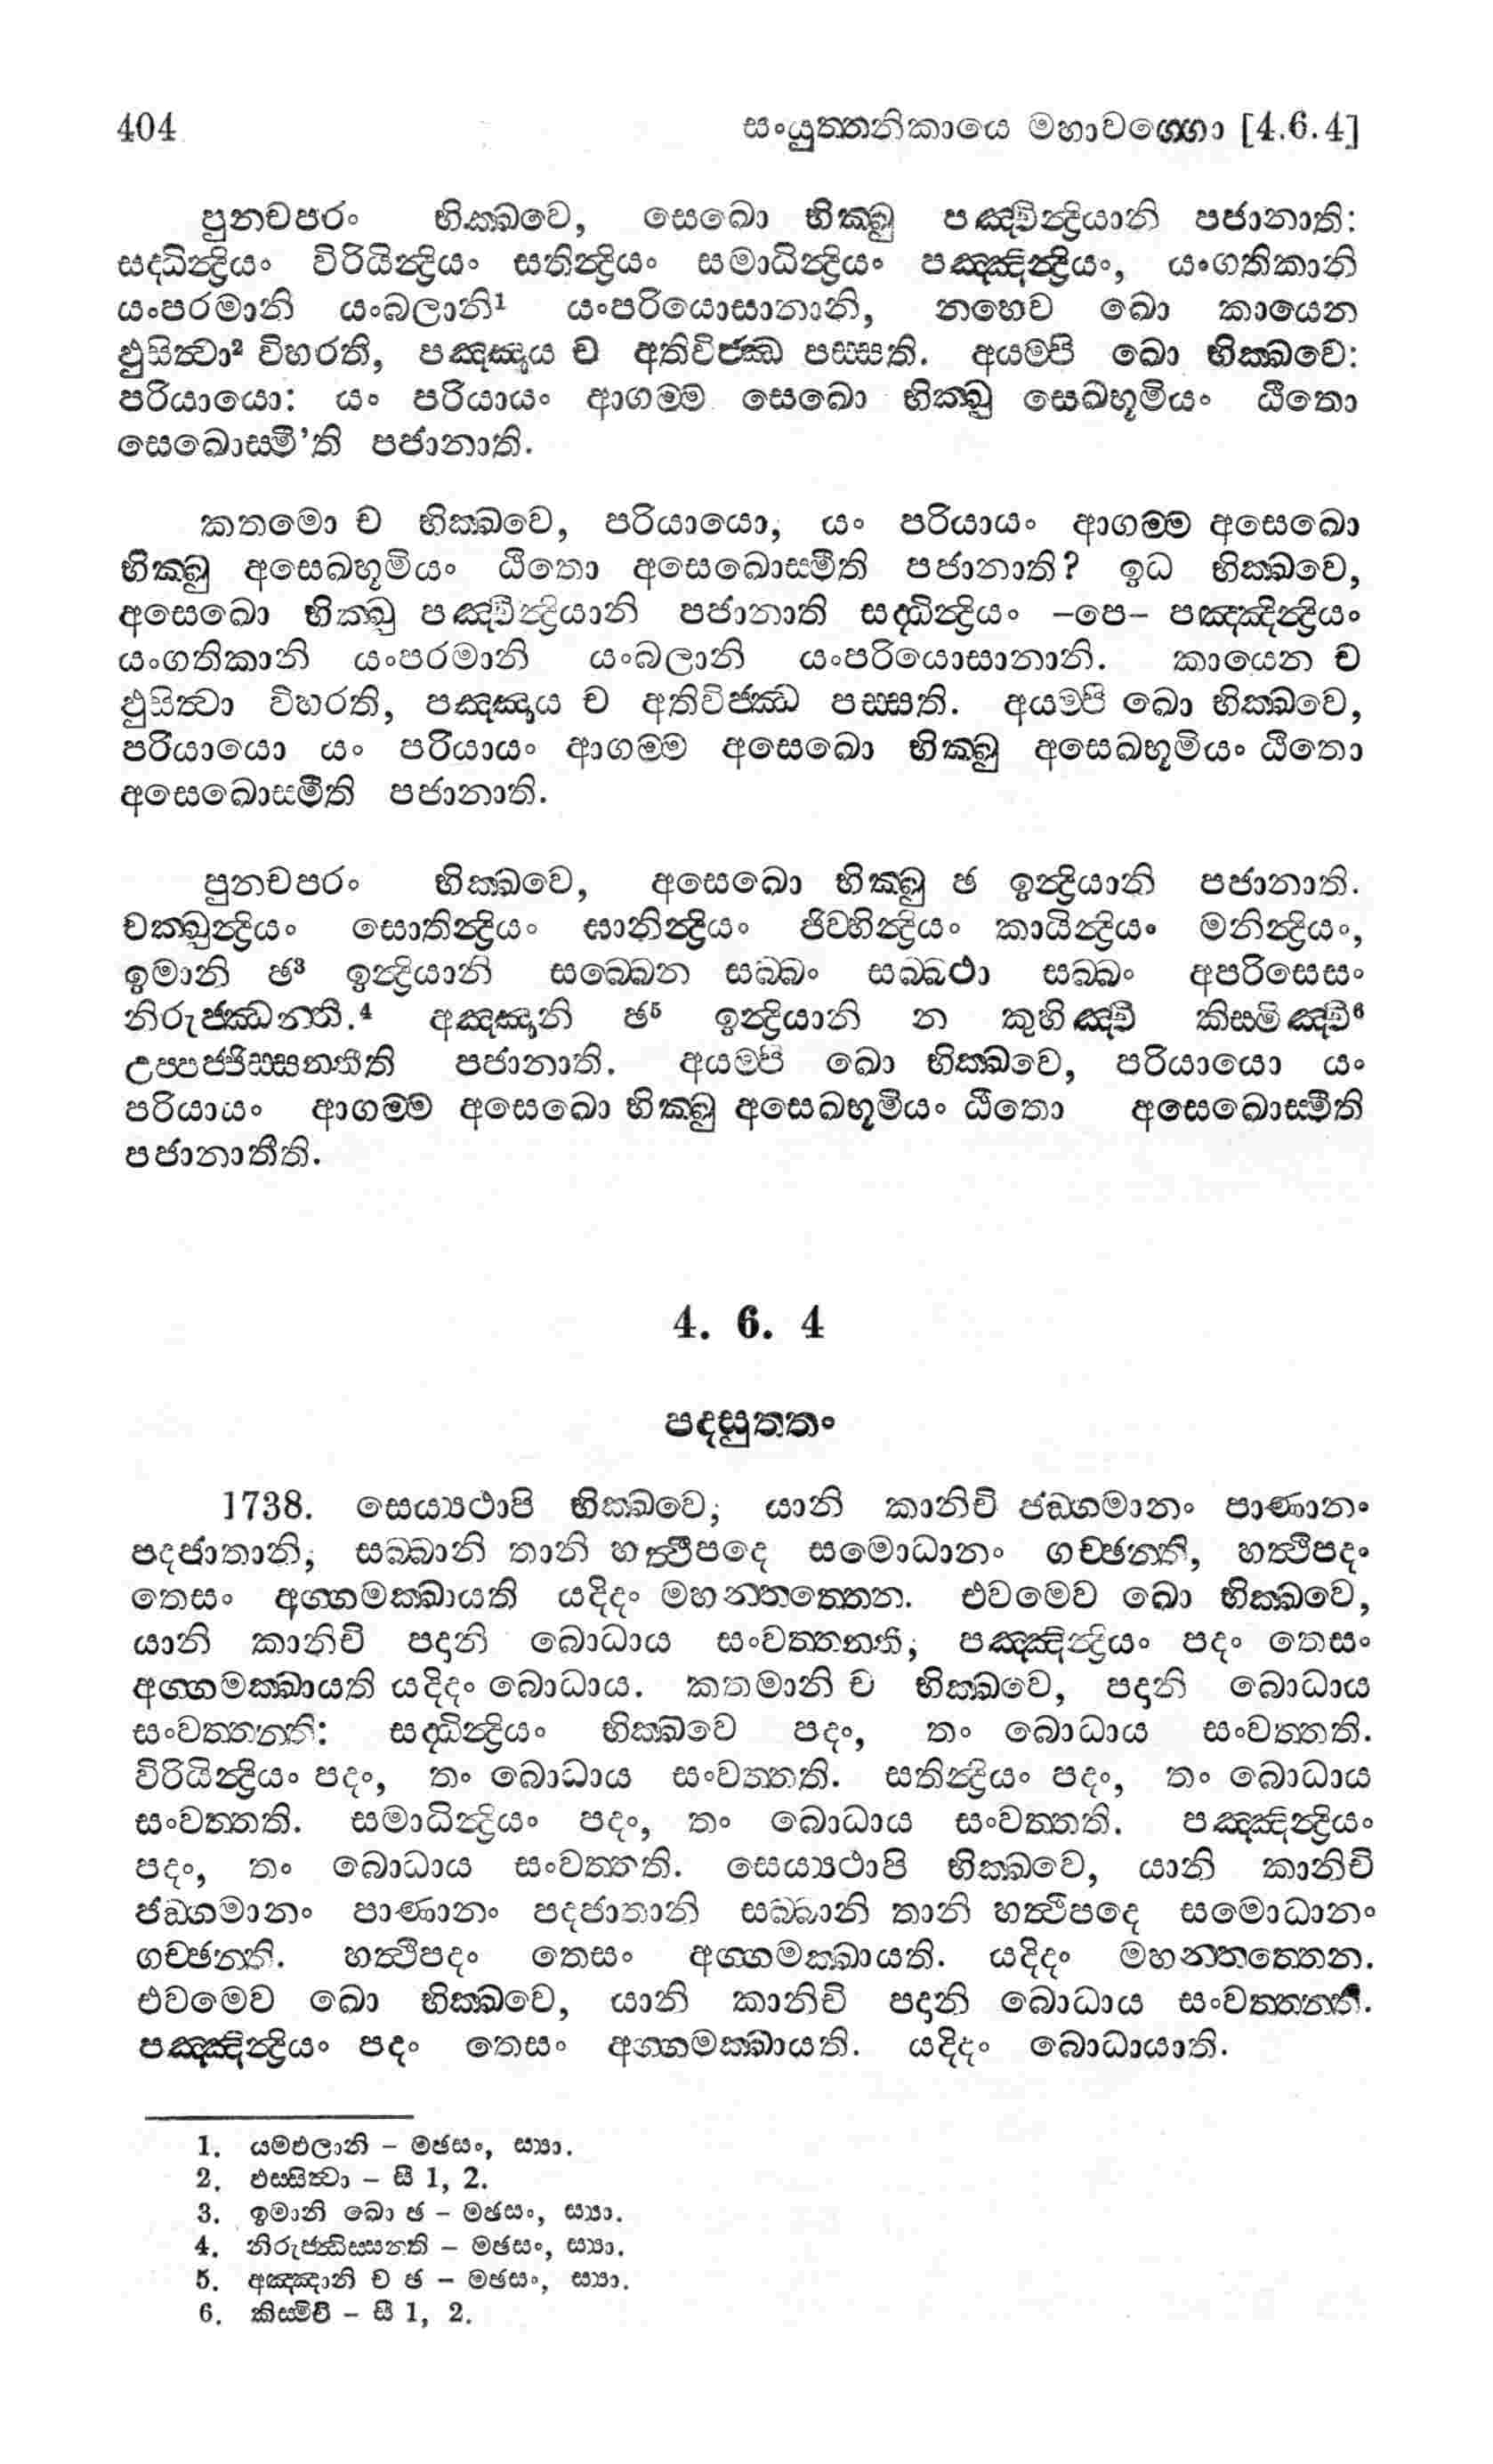 404 සංයුත්තනිකායෙ මහාවග්ගො [4.6.4]
පුනචපරං භික්ඛවෙ, සෙඛො භික්ඛු පඤ්චින්ද්‍රියානි පජානාති:
සද්ධින්ද්‍රියං විරියින්ද්‍රියං සතින්ද්‍රියං සමාධින්ද්‍රියං පඤ්ඤින්ද්‍රියං, යංගතිකානි
යංපරමානි යංබලානි¹ යංපරියොසානානි, නහෙව ඛො කායෙන
ඵුසිත්වා² විහරති, පඤ්ඤාය ච අතිවිජ්ඣ පස්සති. අයම්පි ඛො භික්ඛවෙ:
පරියායො: යං පරියායං ආගම්ම සෙඛො භික්ඛු සෙඛභූමියං ඨිතො
සෙඛොස්මී’ති පජානාති.
කතමො ච භික්ඛවෙ, පරියායො, යං පරියායං ආගම්ම අසෙඛො
භික්ඛු අසෙඛභූමියං ඨිතො අසෙඛොස්මීති පජානාති? ඉධ භික්ඛවෙ,
අසෙඛො භික්ඛු පඤ්චින්ද්‍රියානි පජානාති සද්ධින්ද්‍රියං –පෙ– පඤ්ඤින්ද්‍රියං
යංගතිකානි යංපරමානි යංබලානි යංපරියොසානානි. කායෙන ච
ඵුසිත්වා විහරති, පඤ්ඤාය ච අතිවිජ්ඣ පස්සති. අයම්පි ඛො භික්ඛවෙ,
පරියායො යං පරියායං ආගම්ම අසෙඛො භික්ඛු අසෙඛභූමියං ඨිතො
අසෙඛොස්මීති පජානාති.
පුනචපරං භික්ඛවෙ, අසෙඛො භික්ඛු ඡ ඉන්ද්‍රියානි පජානාති.
චක්ඛුන්ද්‍රියං සොතින්ද්‍රියං ඝානින්ද්‍රියං ජිව්හින්ද්‍රියං කායින්ද්‍රියං මනින්ද්‍රියං,
ඉමානි ඡ³ ඉන්ද්‍රියානි සබ්බෙන සබ්බං සබ්බථා සබ්බං අපරිසෙසං
නිරුජ්ඣන්ති.⁴ අඤ්ඤානි ඡ⁵ ඉන්ද්‍රියානි න කුහිඤ්චි කිස්මිඤ්චි⁶
උප්පජ්ජිස්සන්තීති පජානාති. අයම්පි ඛො භික්ඛවෙ, පරියායො යං
පරියායං ආගම්ම අසෙඛො භික්ඛු අසෙඛභූමියං ඨිතො අසෙඛොස්මීති
පජානාතීති.
4. 6. 4
පදසුත්තං
1738. සෙය්‍යථාපි භික්ඛවෙ, යානි කානිචි ජඞ්ගමානං පාණානං
පදජාතානි, සබ්බානි තානි හත්ථිපදෙ සමොධානං ගච්ඡන්ති, හත්ථිපදං
තෙසං අග්ගමක්ඛායති යදිදං මහන්තත්තෙන. එවමෙව ඛො භික්ඛවෙ,
යානි කානිචි පදානි බොධාය සංවත්තන්ති, පඤ්ඤින්ද්‍රියං පදං තෙසං
අග්ගමක්ඛායති යදිදං බොධාය. කතමානි ච භික්ඛවෙ, පදානි බොධාය
සංවත්තන්ති: සද්ධින්ද්‍රියං භික්ඛවෙ පදං, තං බොධාය සංවත්තති.
විරියින්ද්‍රියං පදං, තං බොධාය සංවත්තති. සතින්ද්‍රියං පදං, තං බොධාය
සංවත්තති. සමාධින්ද්‍රියං පදං, තං බොධාය සංවත්තති. පඤ්ඤින්ද්‍රියං
පදං, තං බොධාය සංවත්තති. සෙය්‍යථාපි භික්ඛවෙ, යානි කානිචි
ජඞ්ගමානං පාණානං පදජාතානි සබ්බානි තානි හත්ථිපදෙ සමොධානං
ගච්ඡන්ති. හත්ථිපදං තෙසං අග්ගමක්ඛායති. යදිදං මහන්තත්තෙන.
එවමෙව ඛො භික්ඛවෙ, යානි කානිචි පදානි බොධාය සංවත්තන්ති.
පඤ්ඤින්ද්‍රියං පදං තෙසං අග්ගමක්ඛායති. යදිදං බොධායාති.
1. යම්ඵලානි – මඡසං, ස්‍යා.
2. ඵස්සිත්වා – සී 1, 2.
3. ඉමානි ඛො ඡ – මඡසං, ස්‍යා.
4. නිරුජ්ඣිස්සන්ති – මඡසං, ස්‍යා.
5. අඤ්ඤානි ච ඡ – මඡසං, ස්‍යා.
6. කිස්මිචි – සී 1, 2.